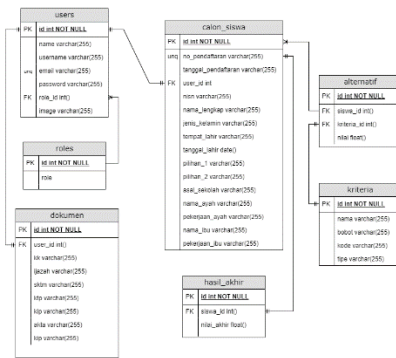 users
PK id int NOT NULL
name varchar(255)
username varchar(255)
unq email varchar(255)
password varchar(255)
FK role_id int()
image varchar(255)
roles
PK id int NOT NULL
role
dokumen
PK id int NOT NULL
FK user_id int()
kk varchar(255)
ijazah varchar(255)
sktm varchar(255)
ktp varchar(255)
kip varchar(255)
akta varchar(255)
kip varchar(255)
calon_siswa
PK id int NOT NULL
unq no_pendaftaran varchar(255)
tanggal_pendaftaran varchar(255)
FK user_id int
nisn varchar(255)
nama_lengkap varchar(255)
jenis_kelamin varchar(255)
tempat_lahir varchar(255)
tanggal_lahir date()
pilihan_1 varchar(255)
pilihan_2 varchar(255)
asal_sekolah varchar(255)
nama_ayah varchar(255)
pekerjaan_ayah varchar(255)
nama_ibu varchar(255)
pekerjaan_ibu varchar(255)
hasil_akhir
PK id int NOT NULL
FK siswa_id int()
nilai_akhir float()
alternatif
PK id int NOT NULL
FK siswa_id int()
FK kriteria_id int()
nilai float()
kriteria
PK id int NOT NULL
nama varchar(255)
bobot varchar(255)
kode varchar(255)
tipe varchar(255)